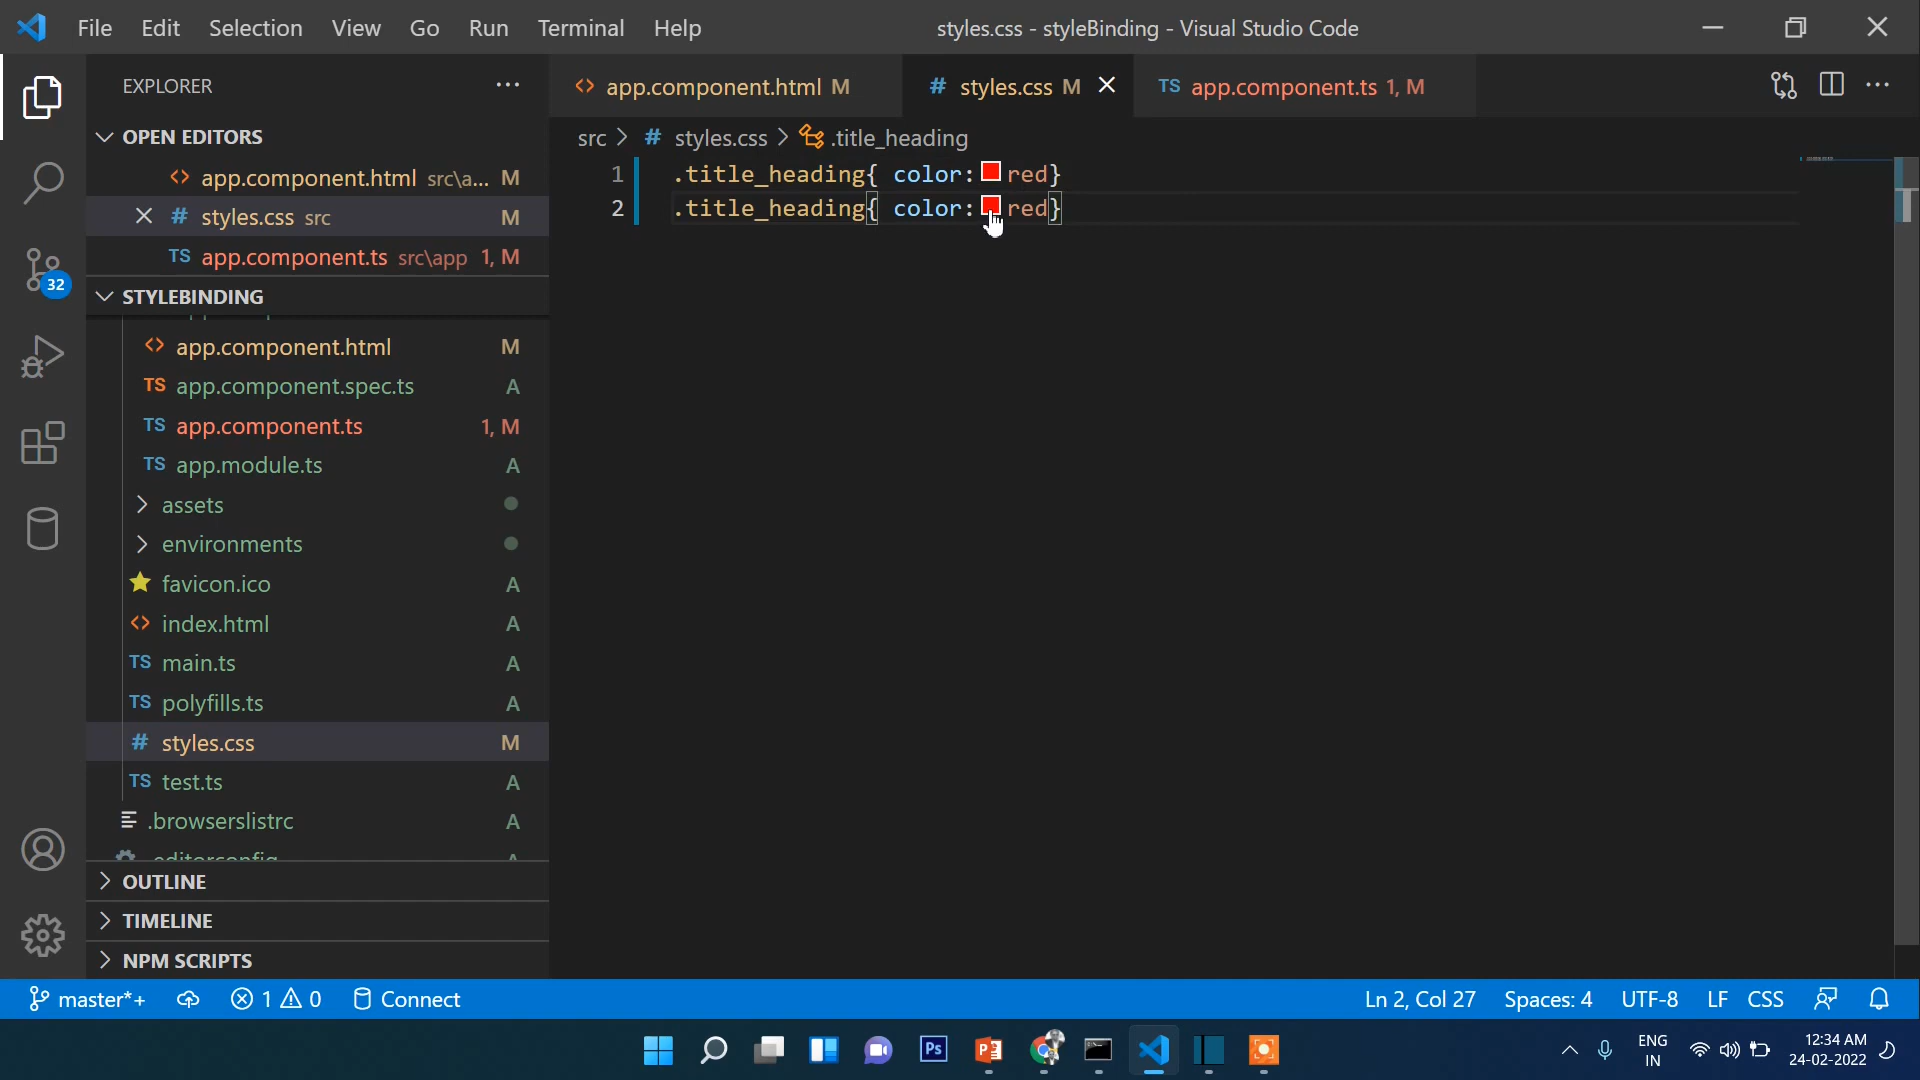 File Edit Selection View Go Run Terminal Help
styles.css - styleBinding - Visual Studio Code
EXPLORER
OPEN EDITORS
app.component.html src\a... M
styles.css src M
TS app.component.ts src\app 1, M
STYLEBINDING
app.component.html M
TS app.component.spec.ts A
TS app.component.ts 1, M
TS app.module.ts A
assets
environments
favicon.ico A
index.html A
TS main.ts A
TS polyfills.ts A
# styles.css M
TS test.ts A
.browserslistrc A
OUTLINE
TIMELINE
NPM SCRIPTS
32
app.component.html M
# styles.css M
TS app.component.ts 1, M
src > # styles.css > .title_heading
1 .title_heading{ color: red}
2 .title_heading{ color: red}
master*+ 1 0 Connect
Ln 2, Col 27 Spaces: 4 UTF-8 LF CSS
Ps
ENG
IN
12:34 AM
24-02-2022